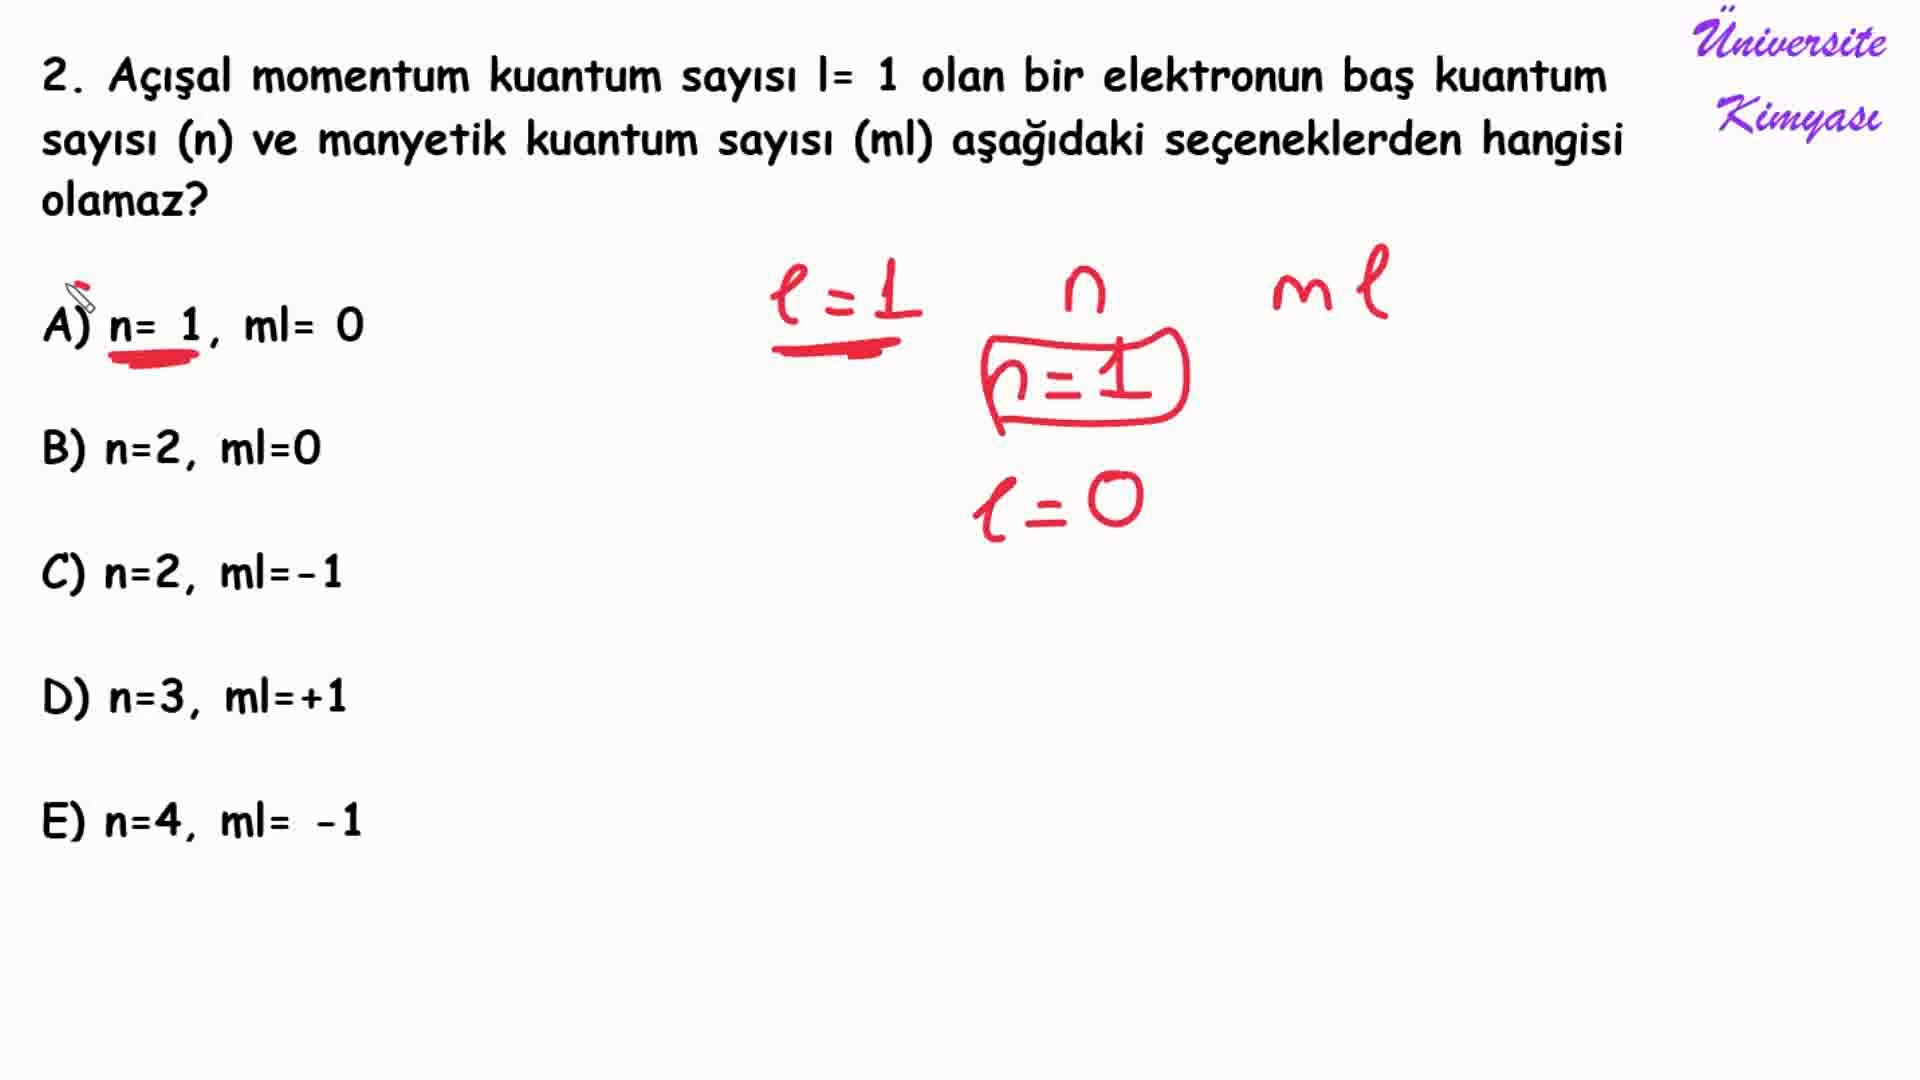 Üniversite
Kimyası
2. Açışal momentum kuantum sayısı l= 1 olan bir elektronun baş kuantum
sayısı (n) ve manyetik kuantum sayısı (ml) aşağıdaki seçeneklerden hangisi
olamaz?
l = 1 n ml
n = 1
l = 0
A) n= 1, ml= 0
B) n=2, ml=0
C) n=2, ml=-1
D) n=3, ml=+1
E) n=4, ml= -1